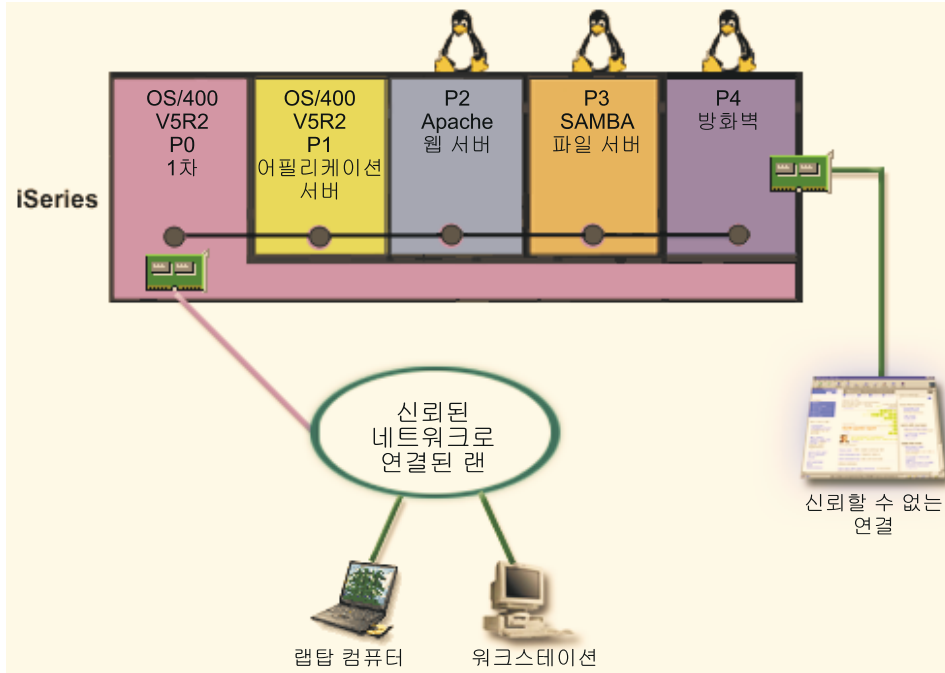 OS/400
V5R2
P0
1차
OS/400
V5R2
P1
어필리케이션
서버
P2
Apache
웹 서버
P3
SAMBA
파일 서버
P4
방화벽
iSeries
신뢰된
네트워크로
연결된 랜
신뢰할 수 없는
연결
랩탑 컴퓨터
워크스테이션